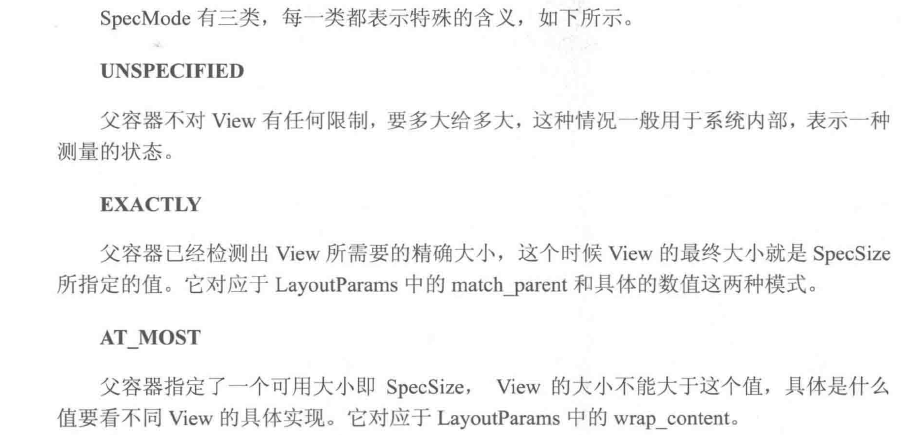 SpecMode 有三类，每一类都表示特殊的含义，如下所示。
UNSPECIFIED
父容器不对 View 有任何限制，要多大给多大，这种情况一般用于系统内部，表示一种
测量的状态。
EXACTLY
父容器已经检测出 View 所需要的精确大小，这个时候 View 的最终大小就是 SpecSize
所指定的值。它对应于 LayoutParams 中的 match_parent 和具体的数值这两种模式。
AT_MOST
父容器指定了一个可用大小即 SpecSize， View 的大小不能大于这个值，具体是什么
值要看不同 View 的具体实现。它对应于 LayoutParams 中的 wrap_content。